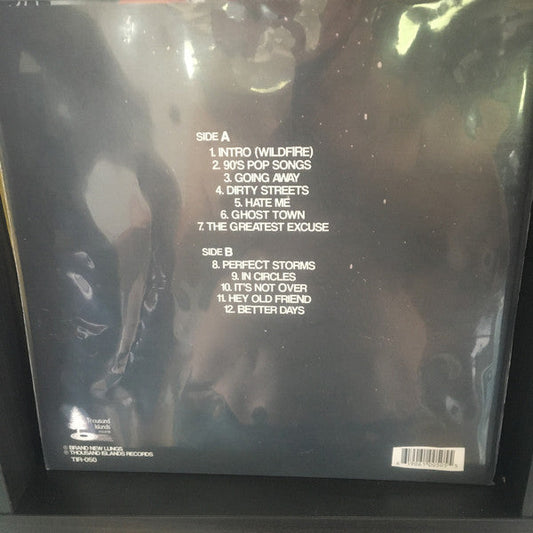 SIDE A
1. INTRO (WILDFIRE)
2. 90'S POP SONGS
3. GOING AWAY
4. DIRTY STREETS
5. HATE ME
6. GHOST TOWN
7. THE GREATEST EXCUSE
SIDE B
8. PERFECT STORMS
9. IN CIRCLES
10. IT'S NOT OVER
11. HEY OLD FRIEND
12. BETTER DAYS
Thousand
Islands
© BRAND NEW LUNGS
℗ THOUSAND ISLANDS RECORDS
TIR-050